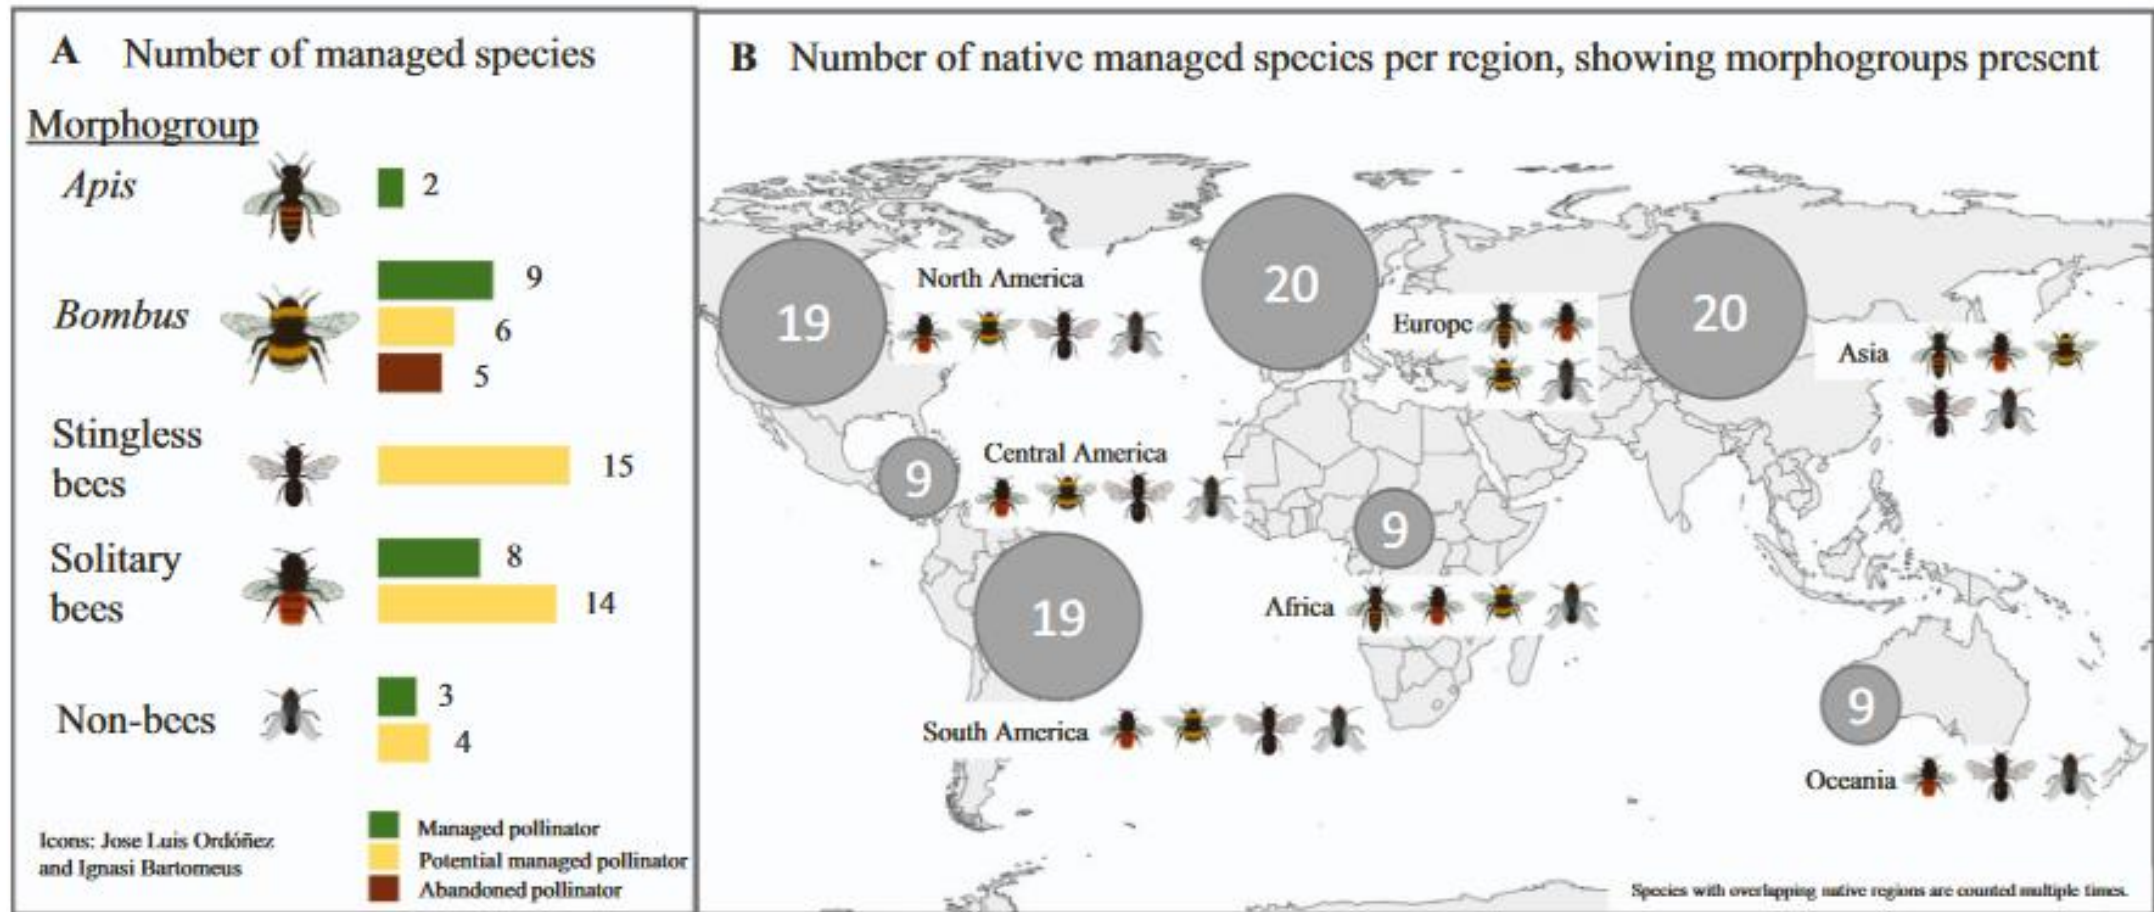 A Number of managed species
Morphogroup
Apis
2
Bombus
9
6
5
Stingless
bees
15
Solitary
bees
8
14
Non-bees
3
4
Icons: Jose Luis Ordóñez
and Ignasi Bartomeus
Managed pollinator
Potential managed pollinator
Abandoned pollinator
B Number of native managed species per region, showing morphogroups present
19
North America
20
Europe
20
Asia
9
Central America
9
Africa
19
South America
9
Oceania
Species with overlapping native regions are counted multiple times.